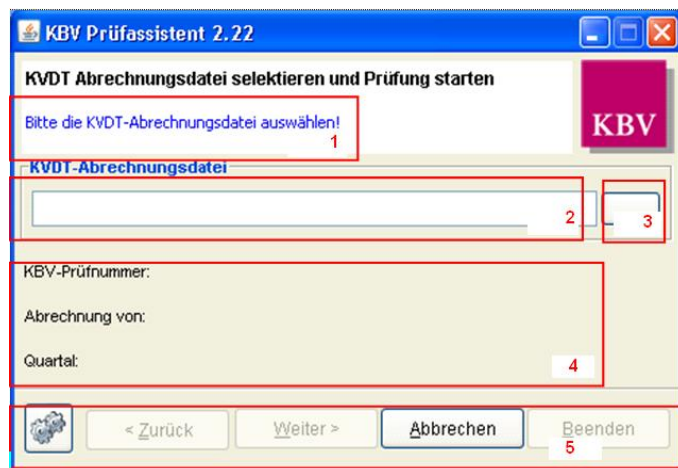 KBV Prüfassistent 2.22
KVDT Abrechnungsdatei selektieren und Prüfung starten
Bitte die KVDT-Abrechnungsdatei auswählen!
1
KBV
KVDT-Abrechnungsdatei
2
3
KBV-Prüfnummer:
Abrechnung von:
Quartal:
4
< Zurück
Weiter >
Abbrechen
Beenden
5